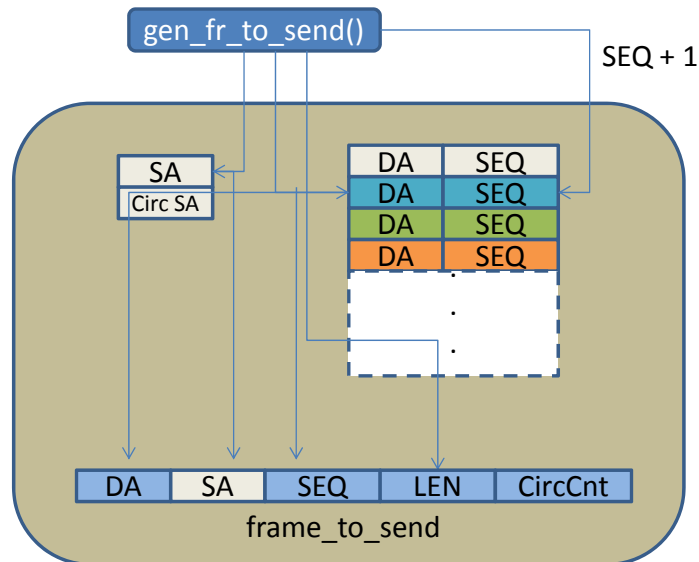 gen_fr_to_send()
SEQ + 1
SA
Circ SA
DA SEQ
DA SEQ
DA SEQ
DA SEQ
.
.
.
DA SA SEQ LEN CircCnt
frame_to_send